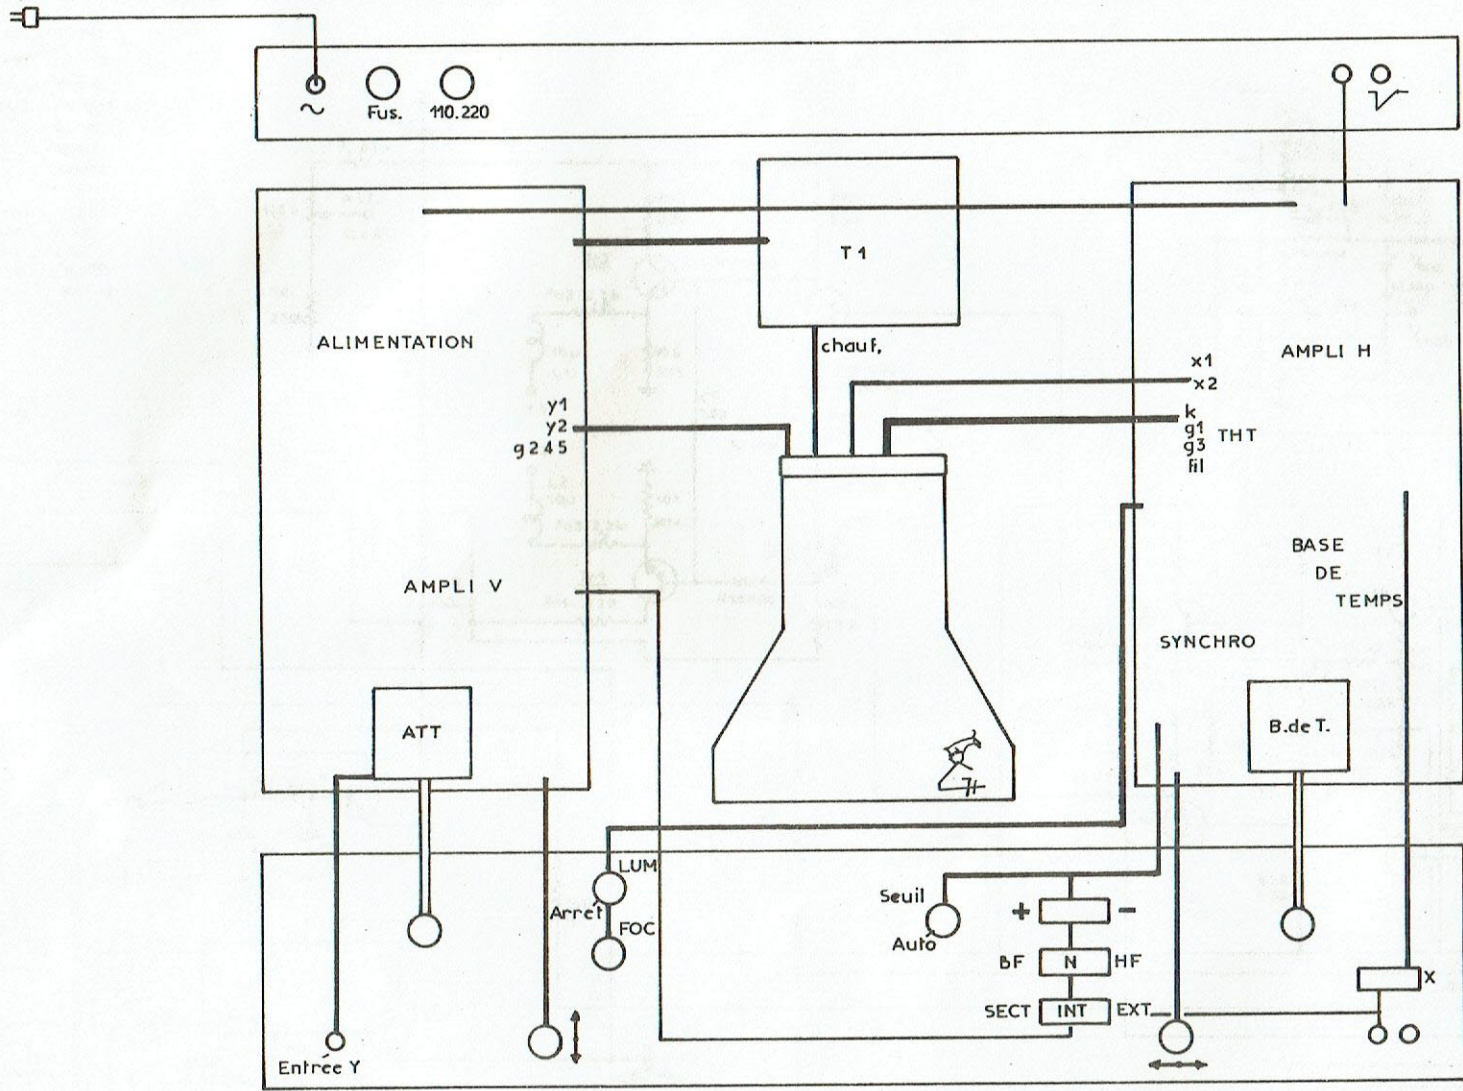 ~
Fus.
110.220
T1
chauf,
ALIMENTATION
AMPLI H
x1
x2
y1
y2
g245
k
g1
g3
fil
THT
BASE
DE
TEMPS
AMPLI V
SYNCHRO
ATT
B.de T.
LUM
Arrêt
FOC
Seuil
Auto
+ -
BF N HF
SECT INT EXT
X
Entrée Y